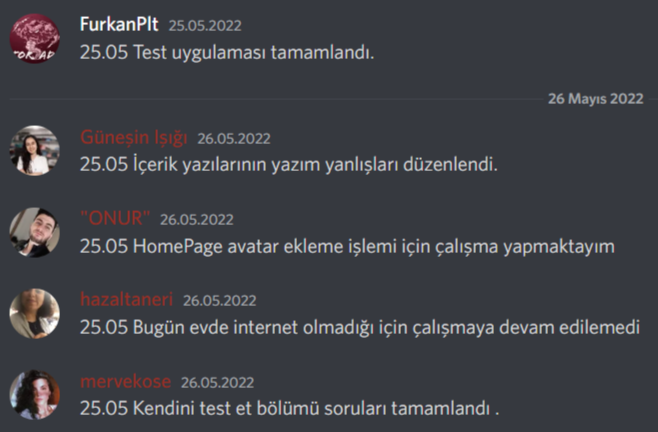 FurkanPlt 25.05.2022
25.05 Test uygulaması tamamlandı.
26 Mayıs 2022
Güneşin Işığı 26.05.2022
25.05 İçerik yazılarının yazım yanlışları düzenlendi.
"ONUR" 26.05.2022
25.05 HomePage avatar ekleme işlemi için çalışma yapmaktayım
hazaltaneri 26.05.2022
25.05 Bugün evde internet olmadığı için çalışmaya devam edilemedi
mervekose 26.05.2022
25.05 Kendini test et bölümü soruları tamamlandı .